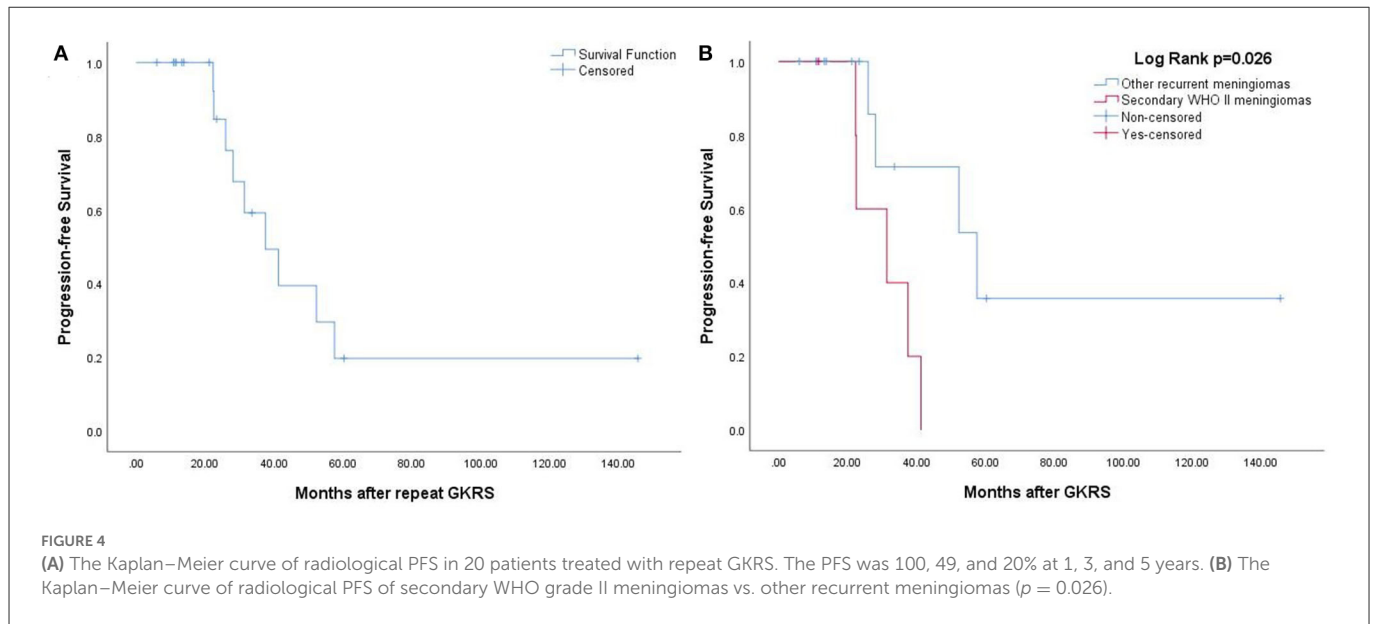 A
Survival Function
Censored
1.0
0.8
0.6
0.4
0.2
0.0
Progression-free Survival
.00 20.00 40.00 60.00 80.00 100.00 120.00 140.00
Months after repeat GKRS
B
Log Rank p=0.026
Other recurrent meningiomas
Secondary WHO II meningiomas
Non-censored
Yes-censored
1.0
0.8
0.6
0.4
0.2
0.0
Progression-free Survival
.00 20.00 40.00 60.00 80.00 100.00 120.00 140.00
Months after GKRS
FIGURE 4
(A) The Kaplan–Meier curve of radiological PFS in 20 patients treated with repeat GKRS. The PFS was 100, 49, and 20% at 1, 3, and 5 years. (B) The
Kaplan–Meier curve of radiological PFS of secondary WHO grade II meningiomas vs. other recurrent meningiomas (p = 0.026).